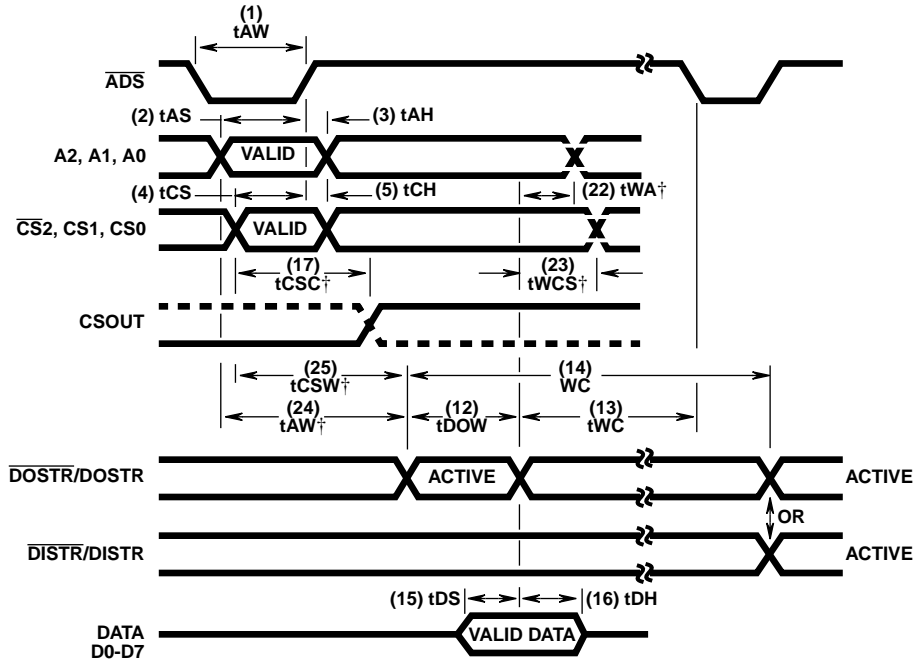 (1)
tAW
ADS
(2) tAS
(3) tAH
A2, A1, A0
VALID
(4) tCS
(5) tCH
(22) tWA†
CS2, CS1, CS0
VALID
(17)
tCSC†
(23)
tWCS†
CSOUT
(25)
tCSW†
(14)
WC
(24)
tAW†
(12)
tDOW
(13)
tWC
DOSTR/DOSTR
ACTIVE
ACTIVE
OR
DISTR/DISTR
ACTIVE
(15) tDS
(16) tDH
DATA
D0-D7
VALID DATA